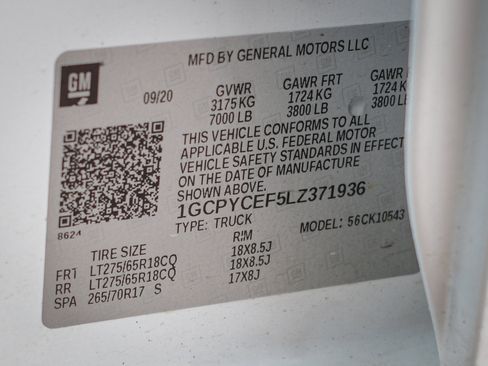 MFD BY GENERAL MOTORS LLC
GM
09/20 GVWR GAWR FRT GAWR
3175 KG 1724 KG 1724
7000 LB 3800 LB 3800
THIS VEHICLE CONFORMS TO ALL
APPLICABLE U.S. FEDERAL MOTOR
VEHICLE SAFETY STANDARDS IN EFFECT
ON THE DATE OF MANUFACTURE
SHOWN ABOVE.
1GCPYCEF5LZ371936
8624
TYPE: TRUCK MODEL: 56CK10543
TIRE SIZE RIM
FRT LT275/65R18CQ 18X8.5J
RR LT275/65R18CQ 18X8.5J
SPA 265/70R17 S 17X8J